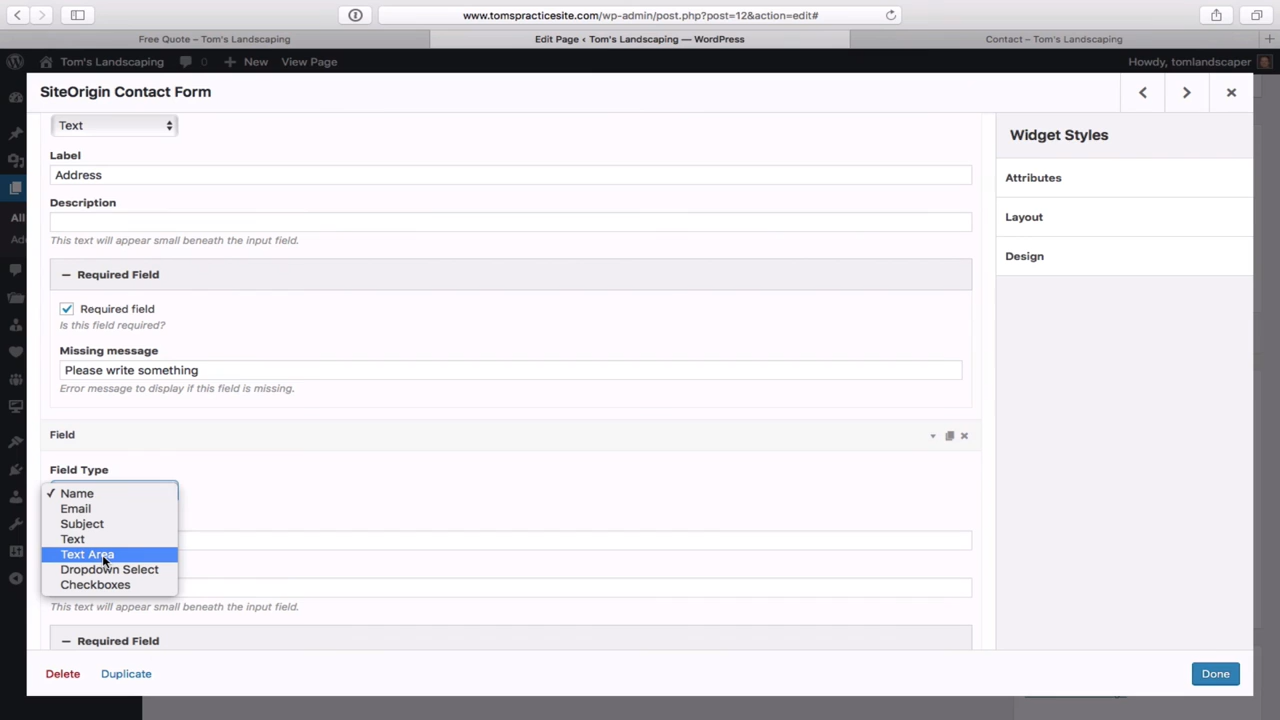 www.tomspracticesite.com/wp-admin/post.php?post=12&action=edit#
Free Quote – Tom's Landscaping
Edit Page ‹ Tom's Landscaping — WordPress
Contact – Tom's Landscaping
Tom's Landscaping
0
New
View Page
Howdy, tomlandscaper
SiteOrigin Contact Form
Text
Label
Address
Description
This text will appear small beneath the input field.
Required Field
Required field
Is this field required?
Missing message
Please write something
Error message to display if this field is missing.
Field
Field Type
Name
Email
Subject
Text
Text Area
Dropdown Select
Checkboxes
This text will appear small beneath the input field.
Required Field
Delete
Duplicate
Done
Widget Styles
Attributes
Layout
Design
All
Ad